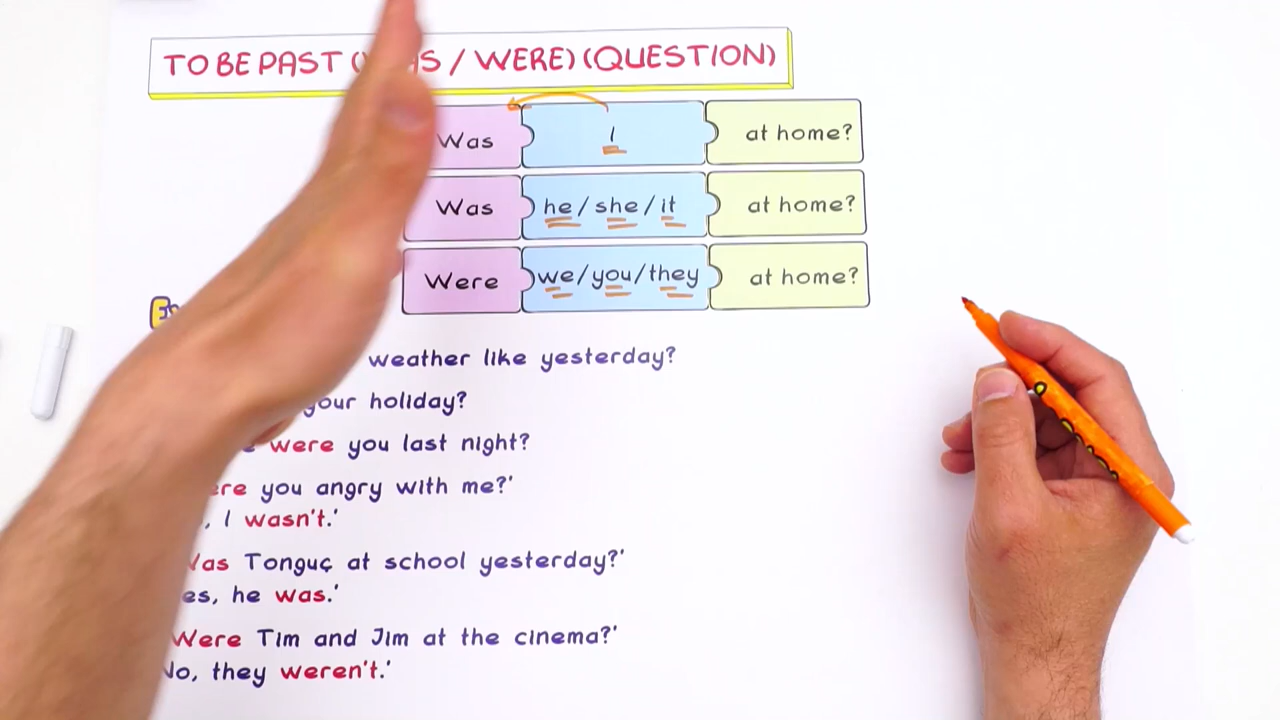 TO BE PAST (WAS / WERE) (QUESTION)
Was I at home?
Was he / she / it at home?
Were we / you / they at home?
weather like yesterday?
your holiday?
were you last night?
you angry with me?'
, I wasn't.'
Was Tonguç at school yesterday?'
es, he was.'
Were Tim and Jim at the cinema?'
No, they weren't.'